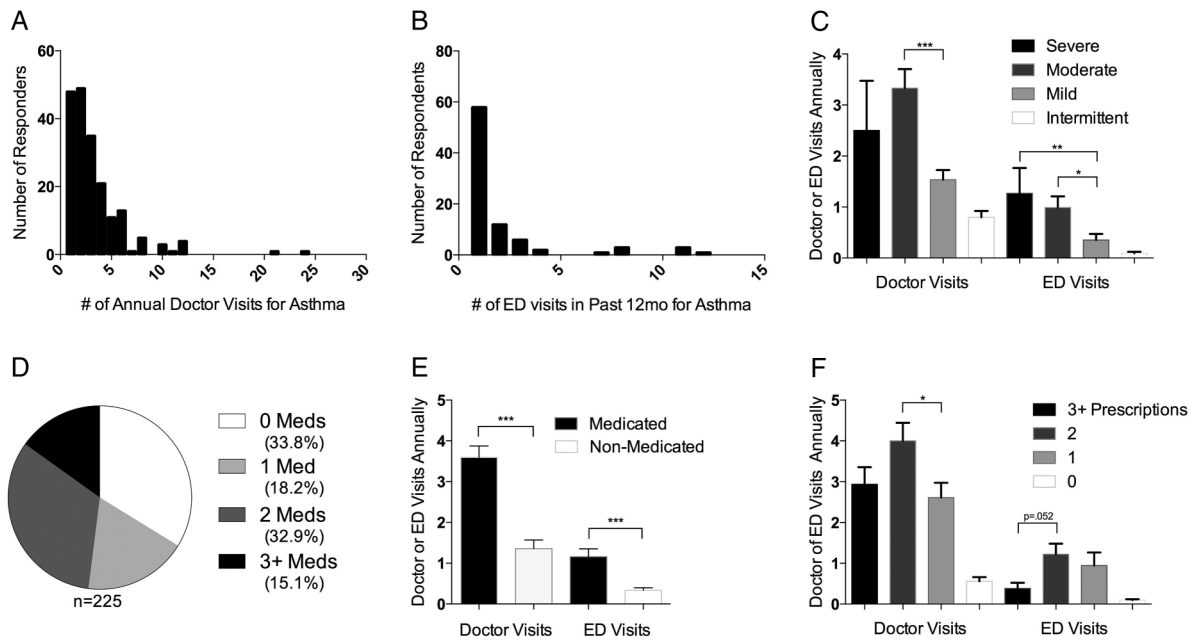 A
Number of Responders
60
40
20
0
0
5
10
15
20
25
30
# of Annual Doctor Visits for Asthma
B
Number of Respondents
80
60
40
20
0
0
5
10
15
# of ED visits in Past 12mo for Asthma
C
Doctor or ED Visits Annually
4
3
2
1
0
***
**
*
Severe
Moderate
Mild
Intermittent
Doctor Visits
ED Visits
D
0 Meds
(33.8%)
1 Med
(18.2%)
2 Meds
(32.9%)
3+ Meds
(15.1%)
n=225
E
Doctor or ED Visits Annually
5
4
3
2
1
0
***
***
Medicated
Non-Medicated
Doctor Visits
ED Visits
F
Doctor of ED Visits Annually
5
4
3
2
1
0
*
p=.052
3+ Prescriptions
2
1
0
Doctor Visits
ED Visits